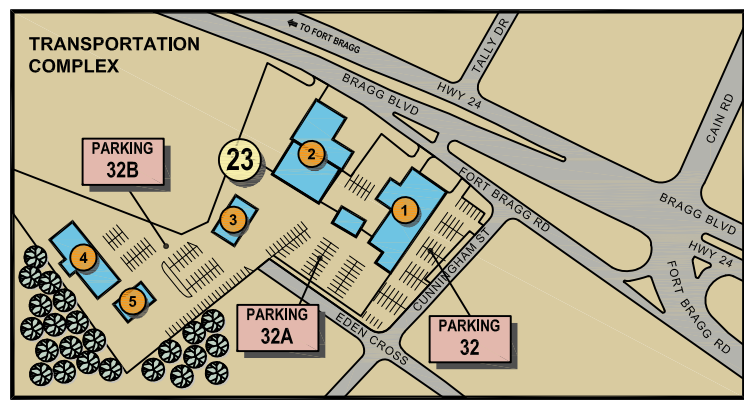 TRANSPORTATION
COMPLEX
TO FORT BRAGG
TALLY DR
HWY 24
BRAGG BLVD
CAIN RD
PARKING
32B
23
2
1
3
4
5
FORT BRAGG RD
BRAGG BLVD
HWY 24
FORT BRAGG RD
CUNNINGHAM ST
EDEN CROSS
PARKING
32A
PARKING
32